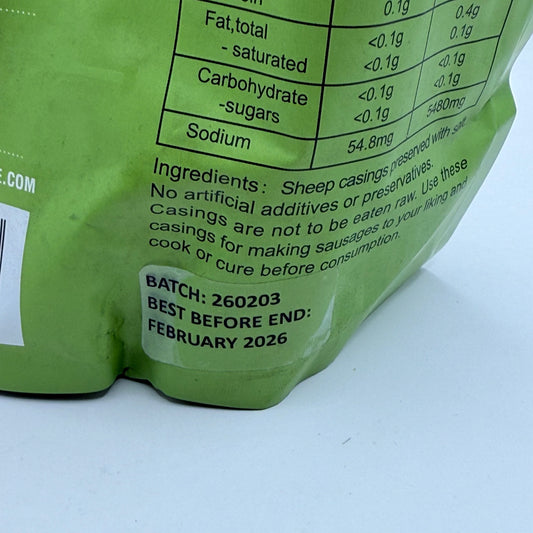 0.1g
0.4g
Fat,total <0.1g 0.1g
- saturated <0.1g <0.1g
Carbohydrate <0.1g <0.1g
-sugars <0.1g
Sodium 54.8mg 5480mg
Ingredients: Sheep casings preserved with salt.
No artificial additives or preservatives.
Casings are not to be eaten raw. Use these
casings for making sausages to your liking and
cook or cure before consumption.
.COM
BATCH: 260203
BEST BEFORE END:
FEBRUARY 2026